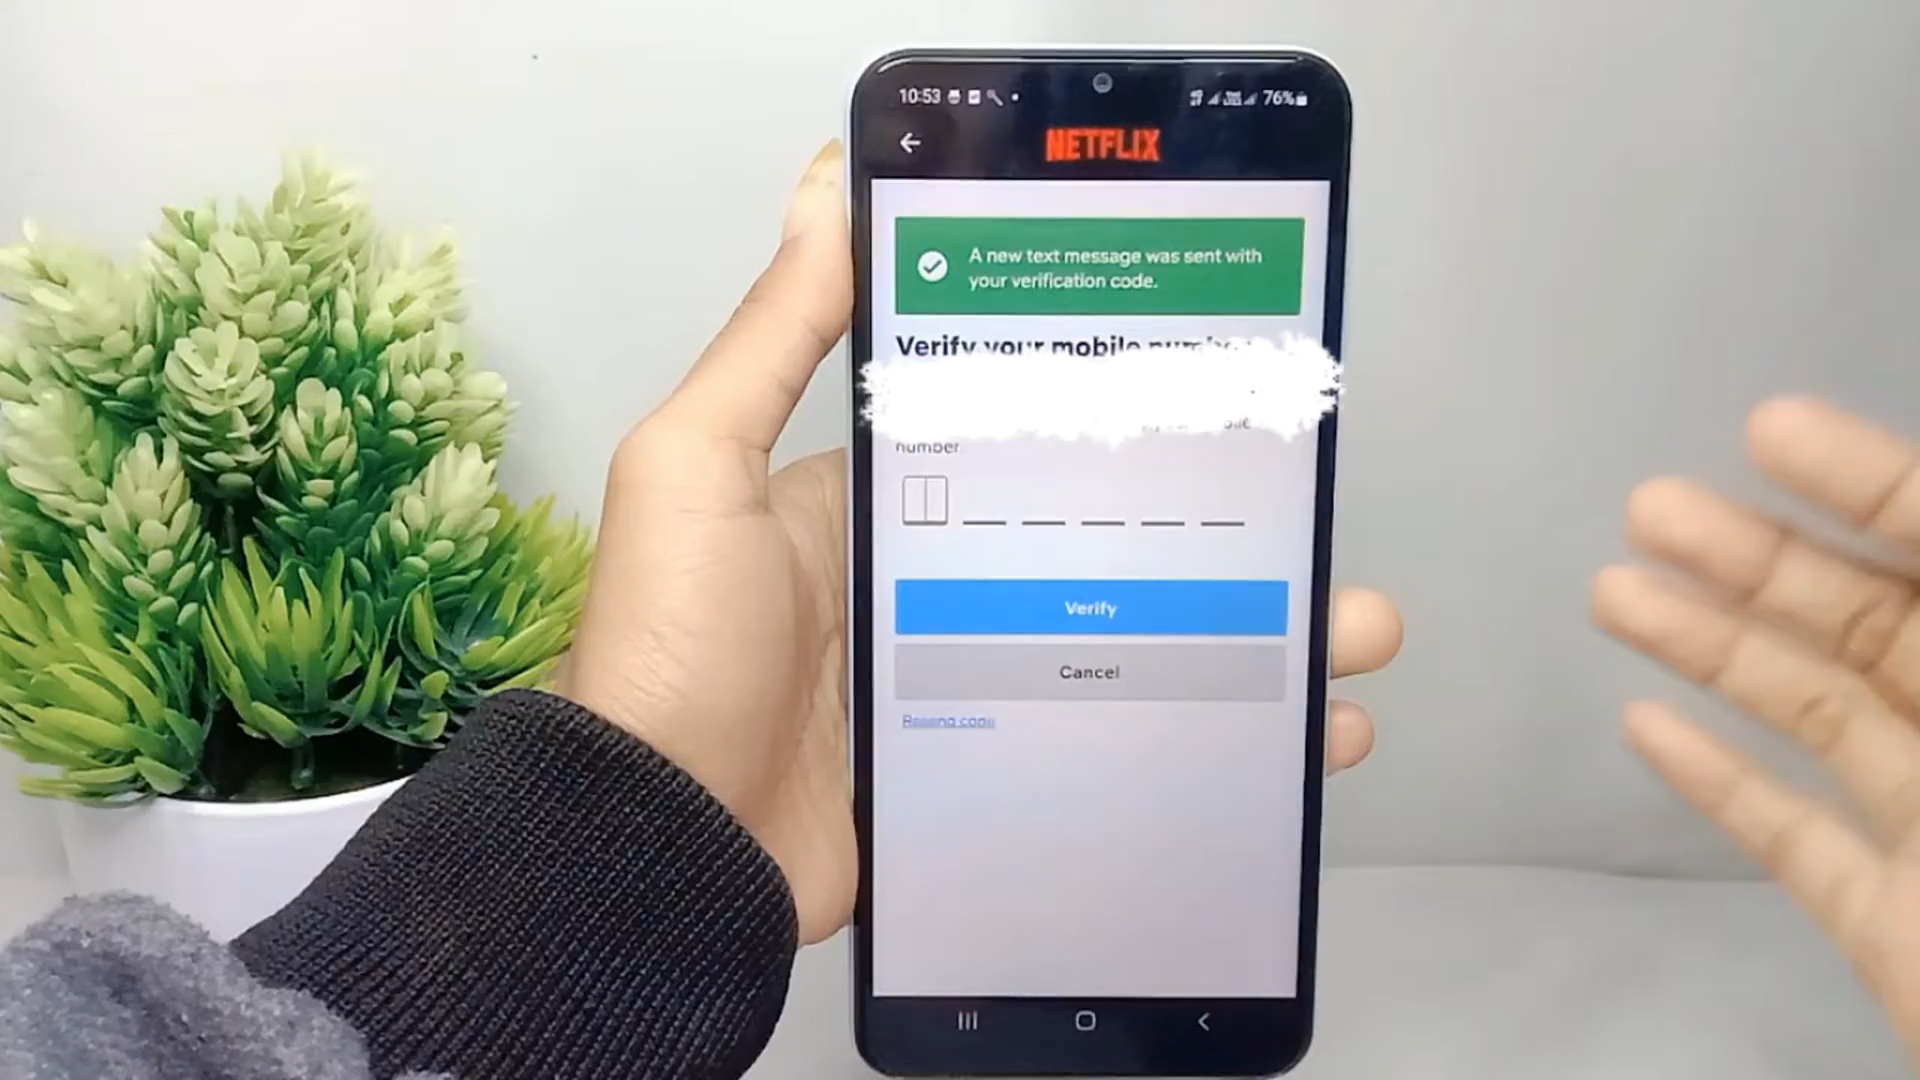 10:53
76%
NETFLIX
A new text message was sent with
your verification code.
Verify your mobile number
number
Verify
Cancel
Resend code